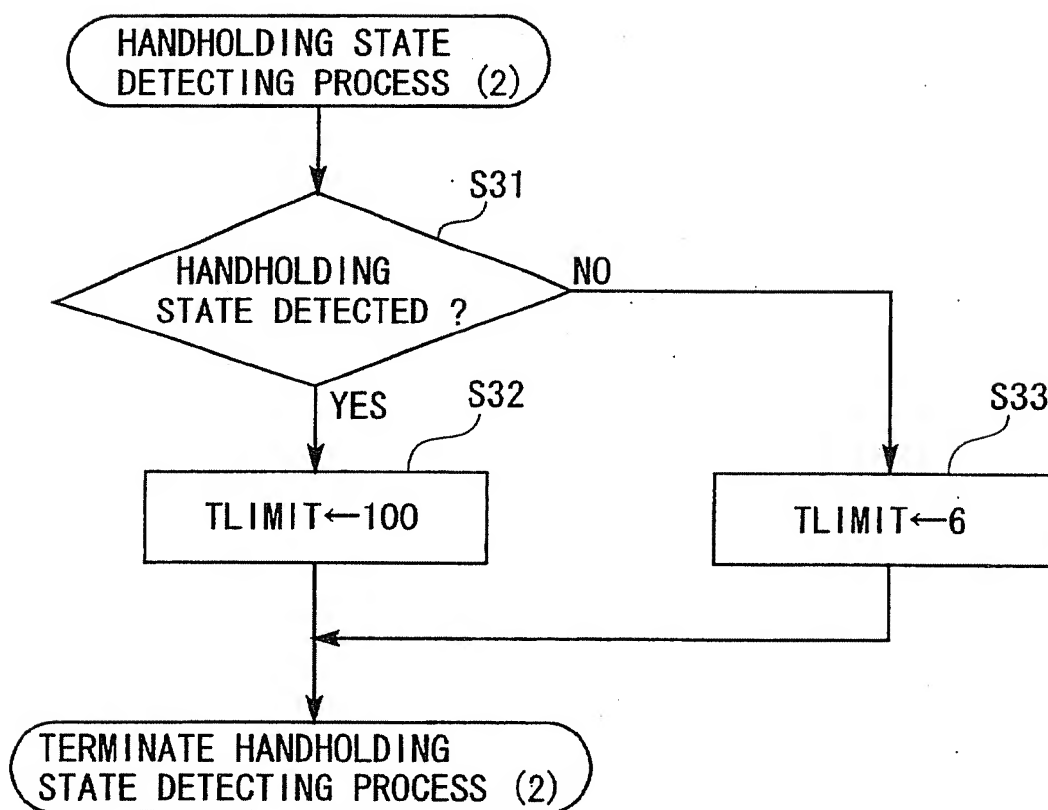 HANDHOLDING STATE
DETECTING PROCESS (2)
S31
HANDHOLDING
STATE DETECTED ?
NO
YES
S32
S33
TLIMIT←100
TLIMIT←6
TERMINATE HANDHOLDING
STATE DETECTING PROCESS (2)